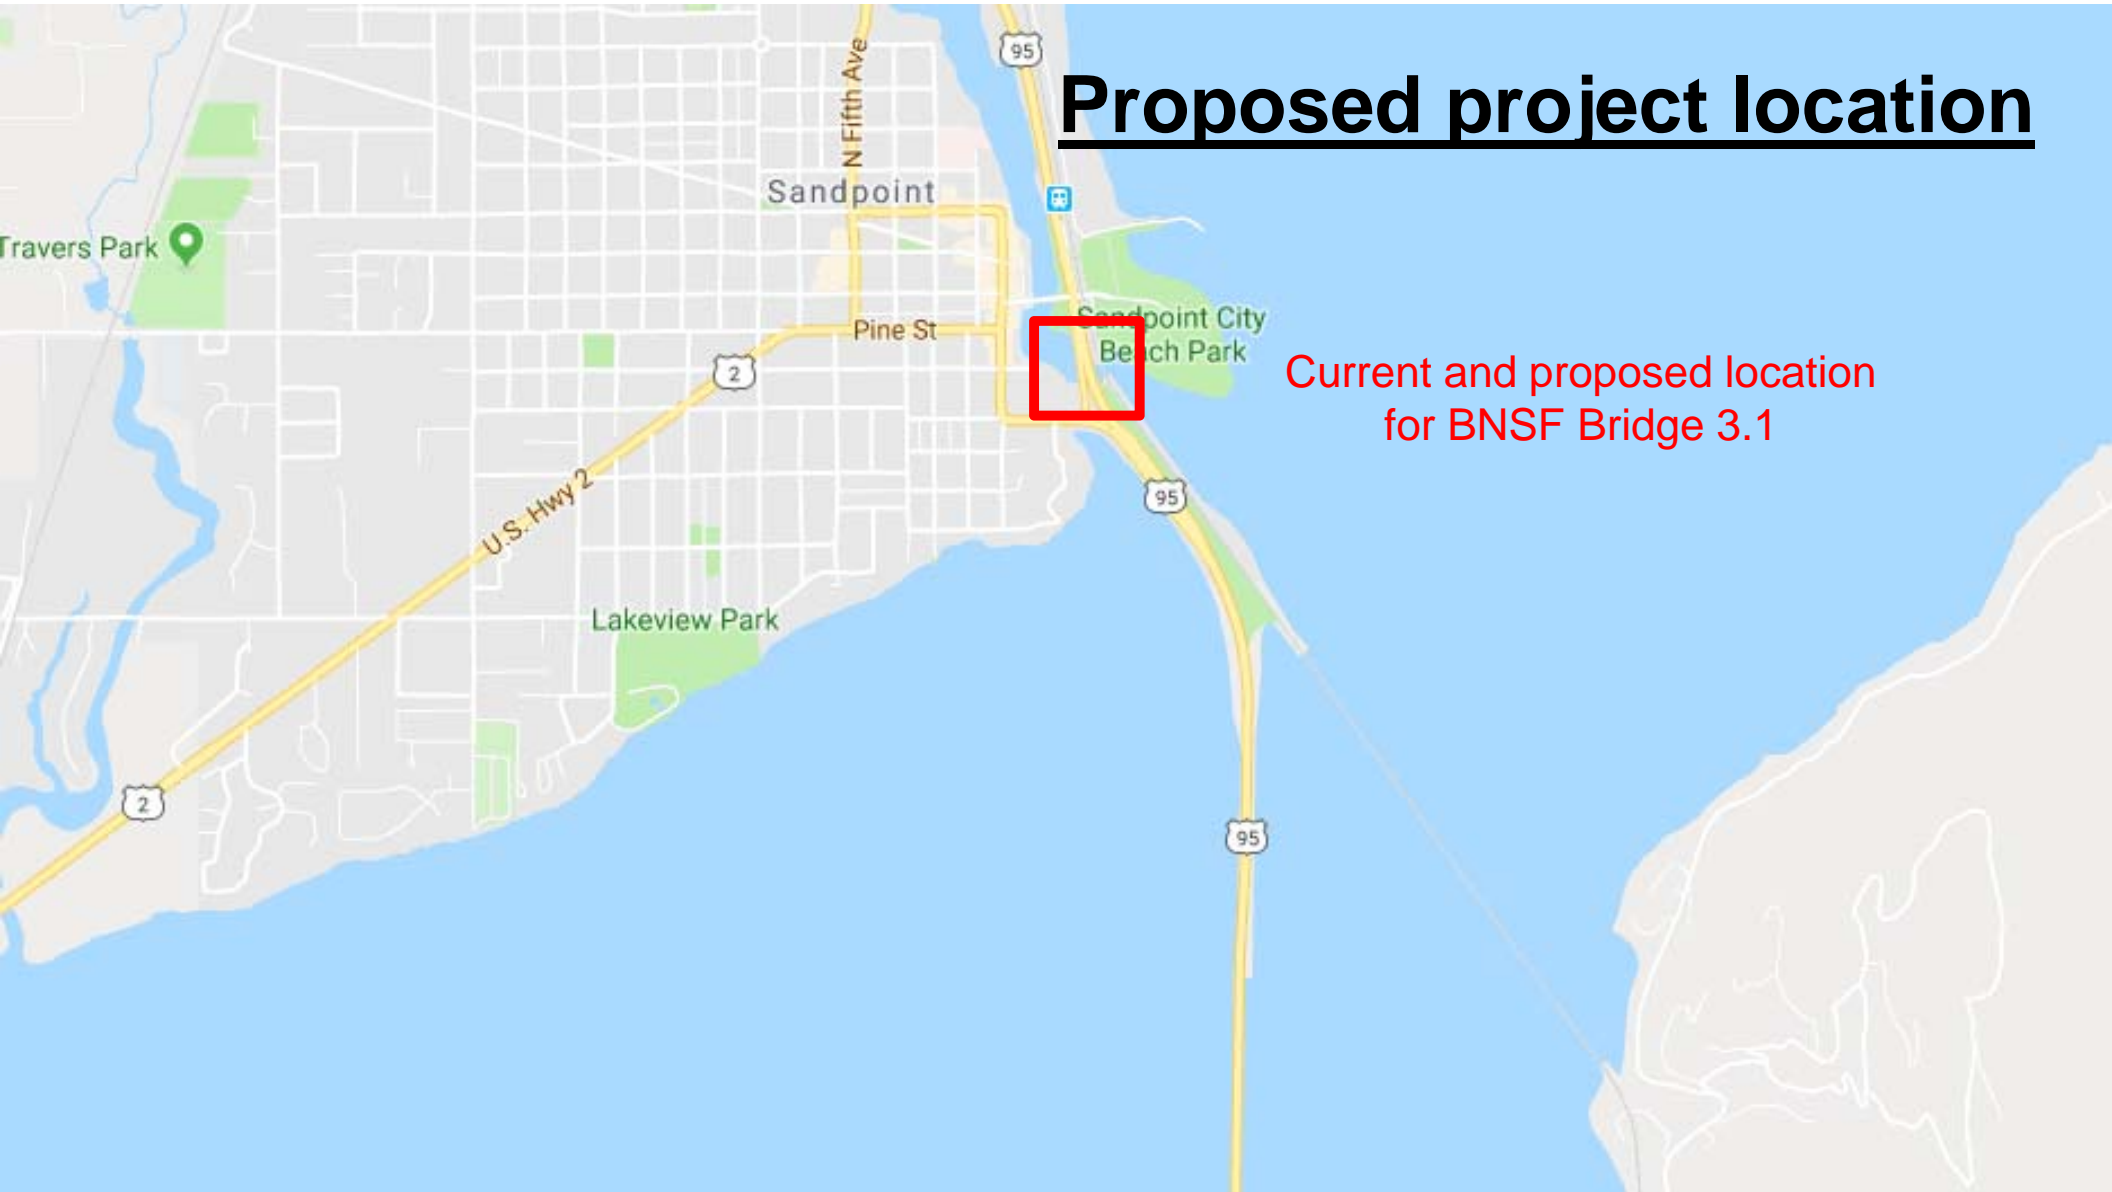 95
Proposed project location
N Fifth Ave
Sandpoint
Travers Park
Sandpoint City
Beach Park
Pine St
2
Current and proposed location
for BNSF Bridge 3.1
95
U.S. Hwy 2
Lakeview Park
2
95